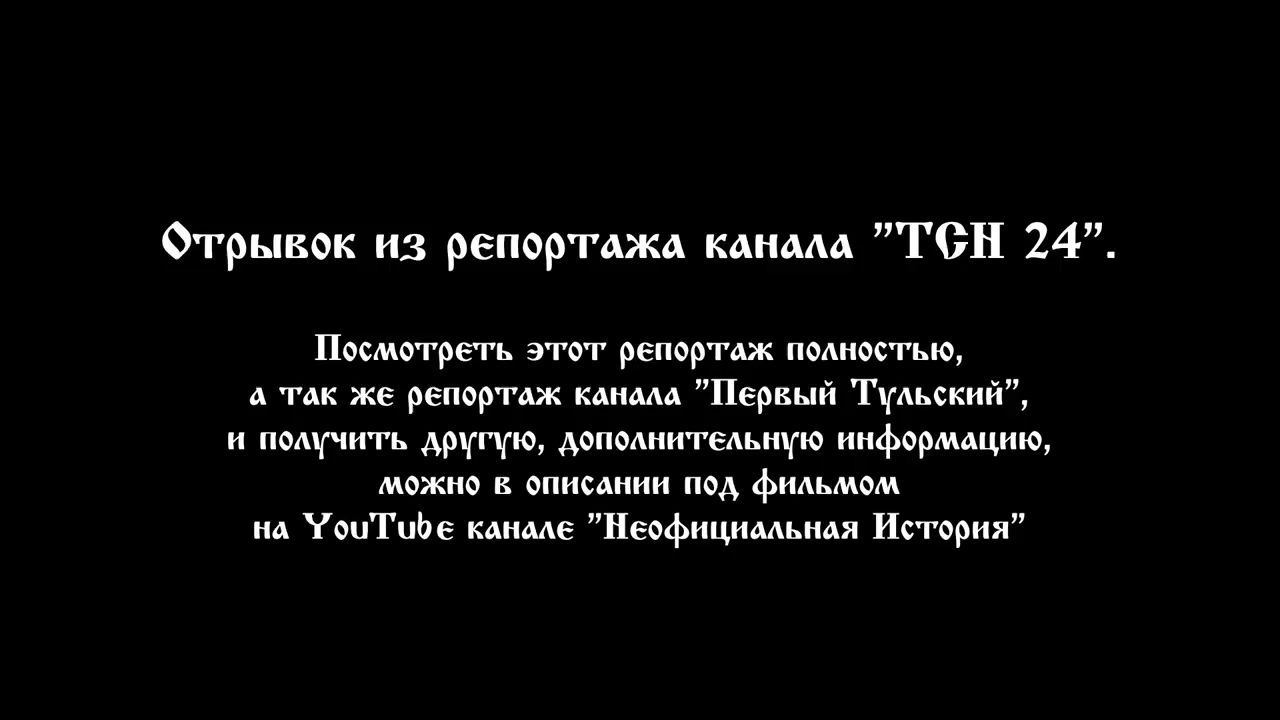 Отрывок из репортажа канала "ТСН 24".
Посмотреть этот репортаж полностью,
а так же репортаж канала "Первый Тульский",
и получить другую, дополнительную информацию,
можно в описании под фильмом
на YouTube канале "Неофициальная История"